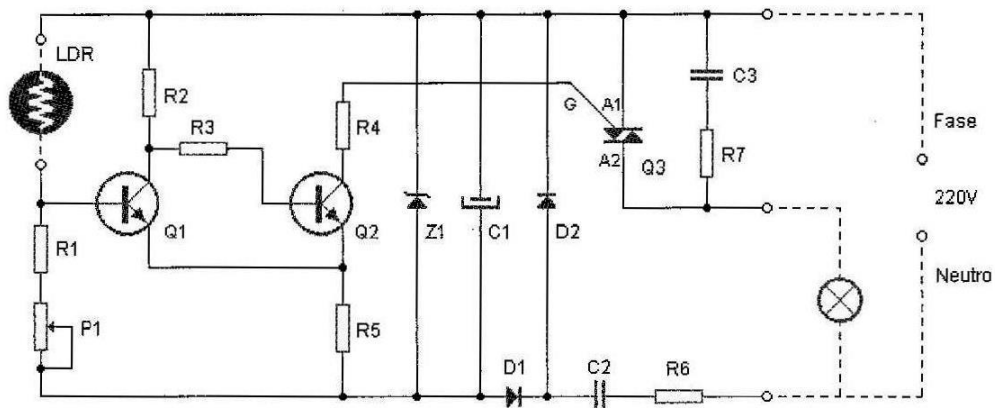 LDR
R2
R3
R4
G
A1
A2
Q3
C3
R7
Fase
220V
Neutro
Q1
Q2
Z1
C1
D2
R1
P1
R5
D1
C2
R6